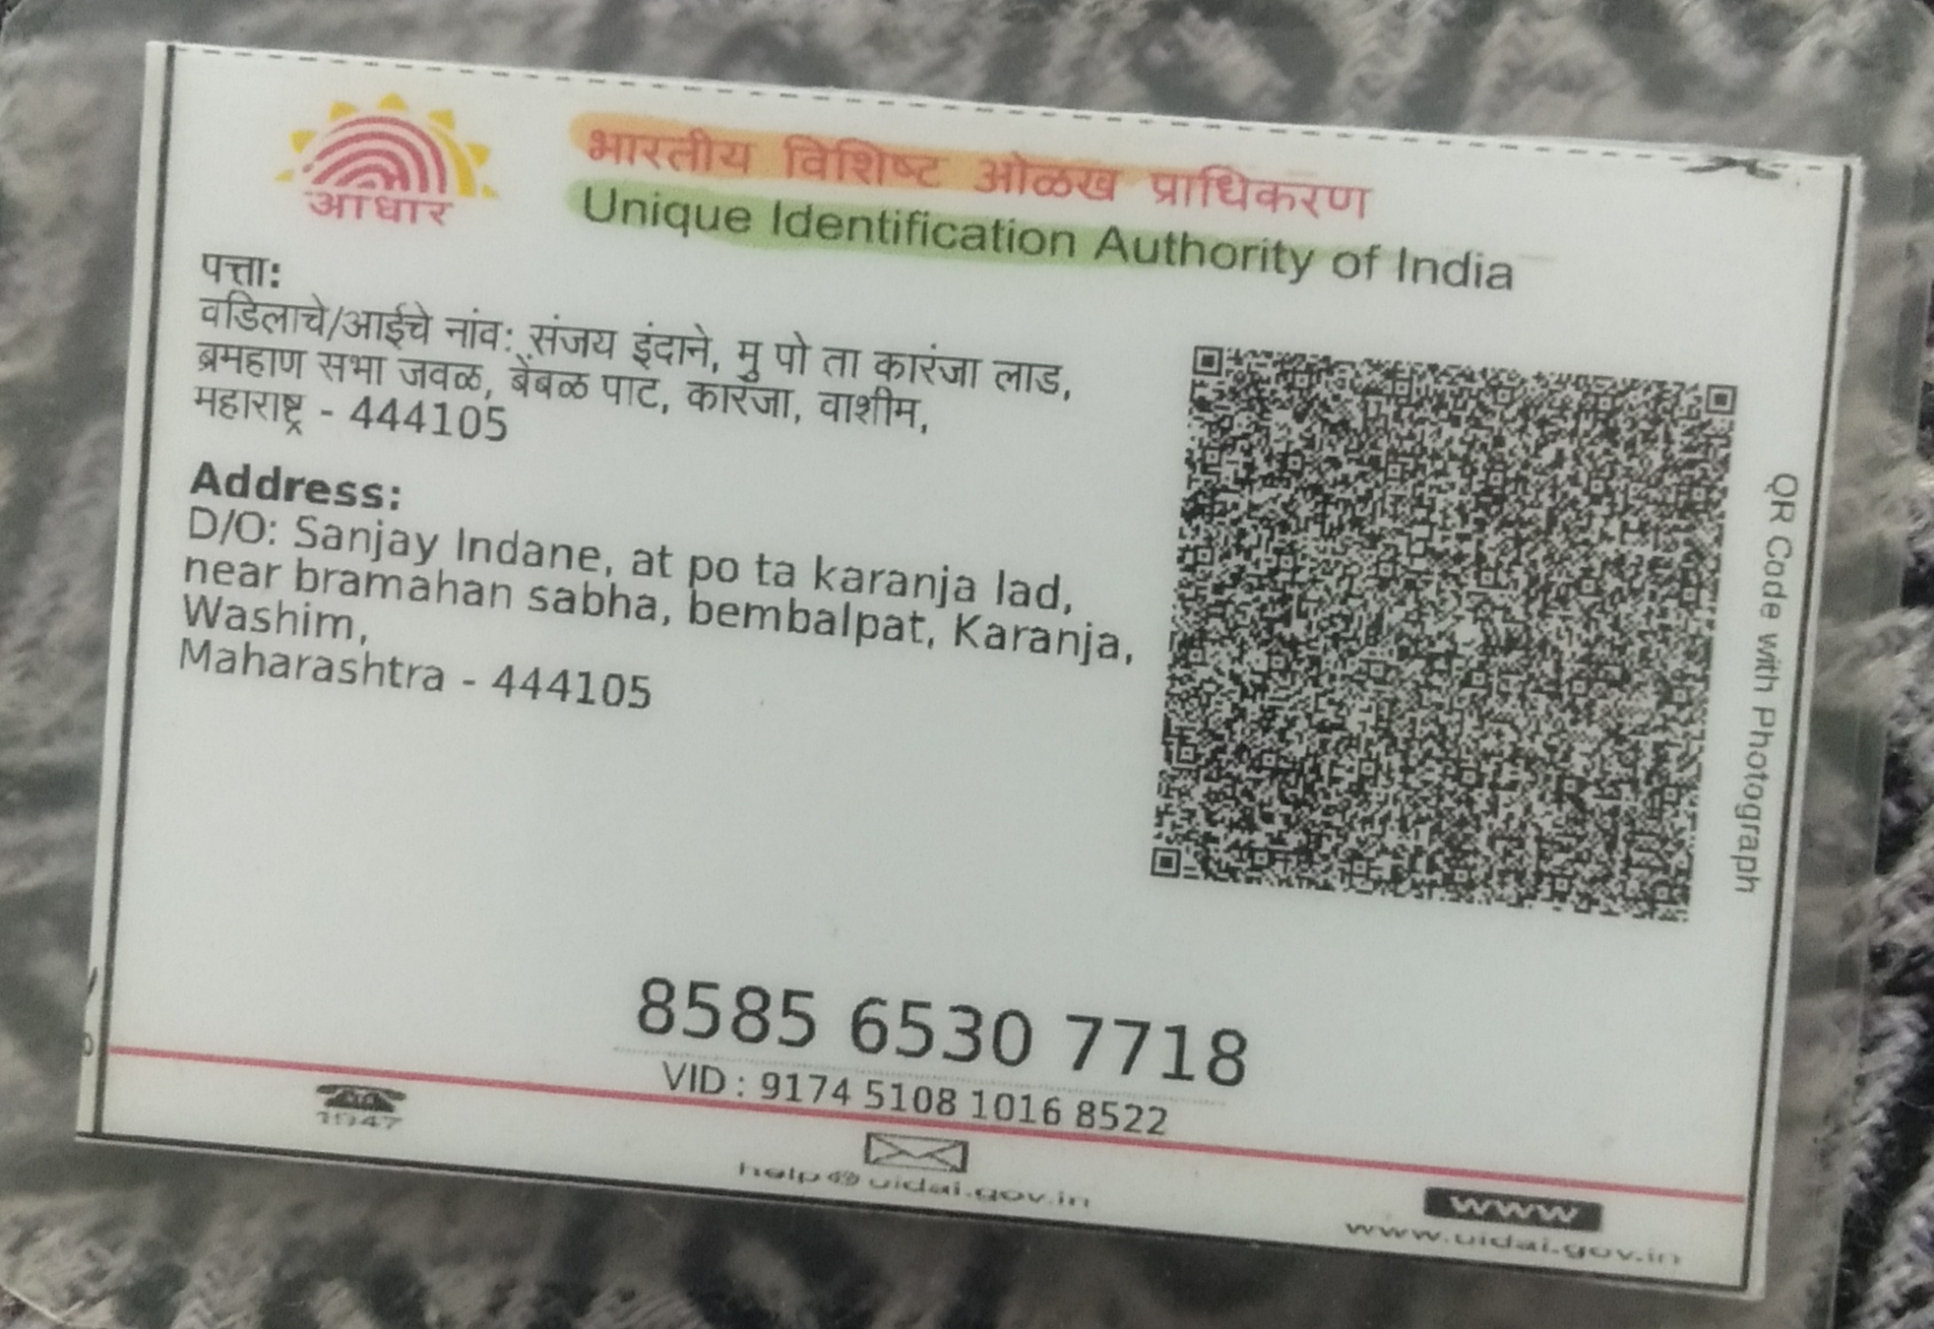 आधार
भारतीय विशिष्ट ओळख प्राधिकरण
Unique Identification Authority of India
पत्ता:
वडिलाचे/आईचे नांव: संजय इंदाने, मु पो ता कारंजा लाड,
ब्रमहाण सभा जवळ, बेंबळ पाट, कारंजा, वाशीम,
महाराष्ट्र - 444105
Address:
D/O: Sanjay Indane, at po ta karanja lad,
near bramahan sabha, bembalpat, Karanja,
Washim,
Maharashtra - 444105
QR Code with Photograph
8585 6530 7718
VID : 9174 5108 1016 8522
1947
help@uidai.gov.in
www
www.uidai.gov.in